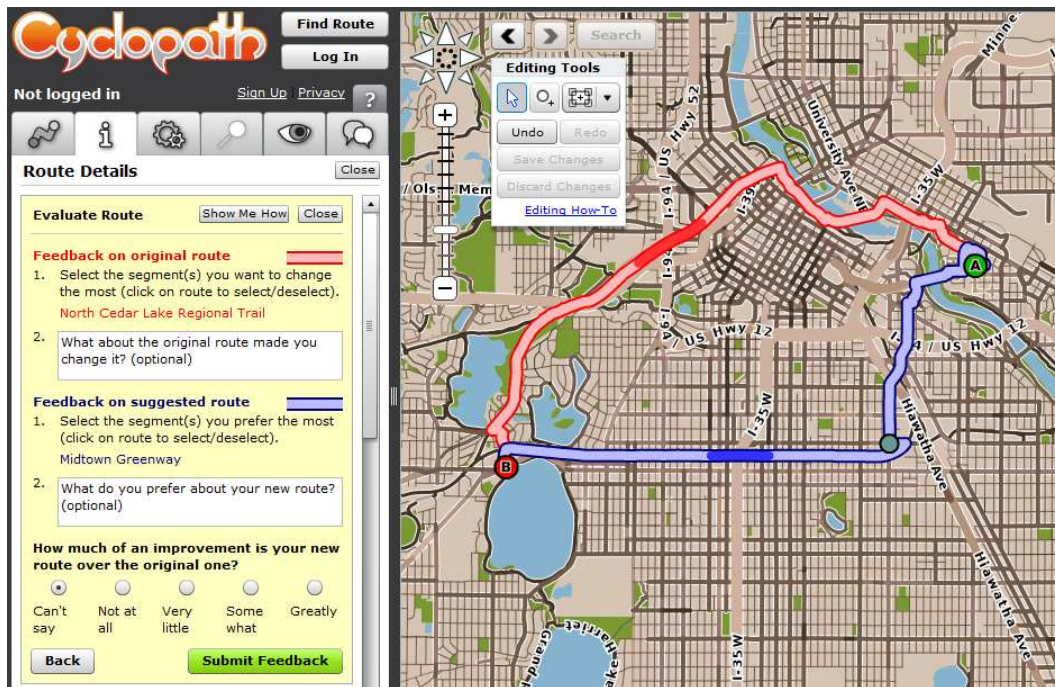 Cyclopath
Find Route
Log In
Not logged in
Sign Up
Privacy
?
Route Details
Close
Evaluate Route
Show Me How
Close
Feedback on original route
1. Select the segment(s) you want to change
the most (click on route to select/deselect).
North Cedar Lake Regional Trail
2. What about the original route made you
change it? (optional)
Feedback on suggested route
1. Select the segment(s) you prefer the most
(click on route to select/deselect).
Midtown Greenway
2. What do you prefer about your new route?
(optional)
How much of an improvement is your new
route over the original one?
Can't
say
Not at
all
Very
little
Some
what
Greatly
Back
Submit Feedback
Search
Editing Tools
Undo
Redo
Save Changes
Discard Changes
Editing How-To
+
−
I-94 / US Hwy 52
University Ave
I-35W
I-94
I-94
/ US Hwy 12
/ US Hwy 12
I-35W
Hiawatha Ave
Hiawatha Ave
I-35W
A
B